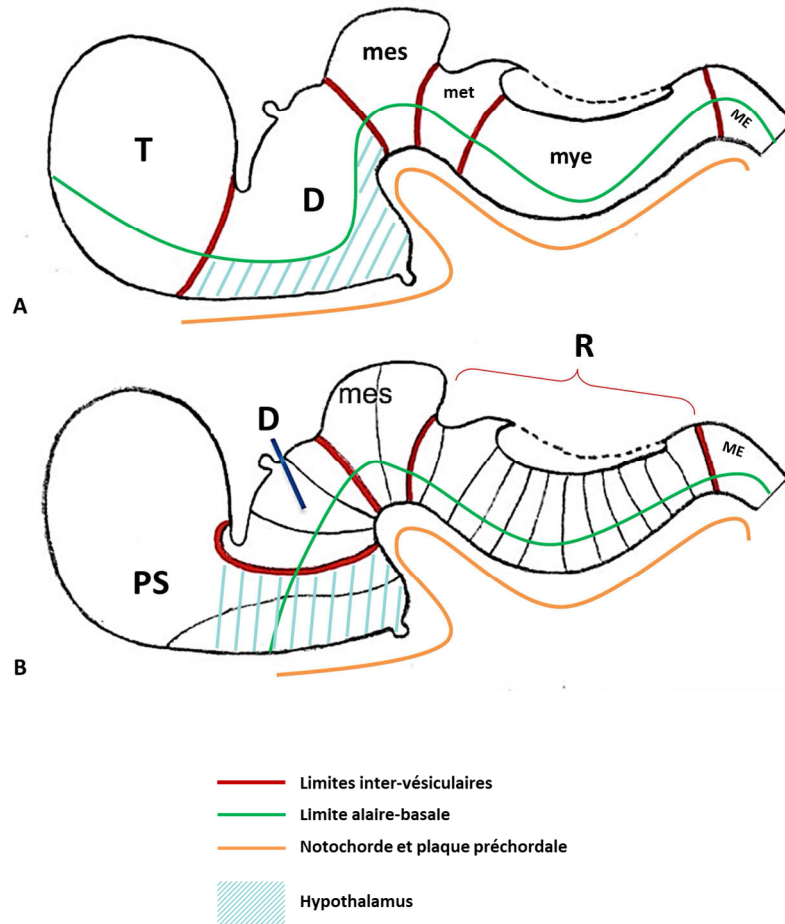 mes
met
T
D
mye
ME
A
R
D
mes
ME
PS
B
Limites inter-vésiculaires
Limite alaire-basale
Notochorde et plaque préchordale
Hypothalamus